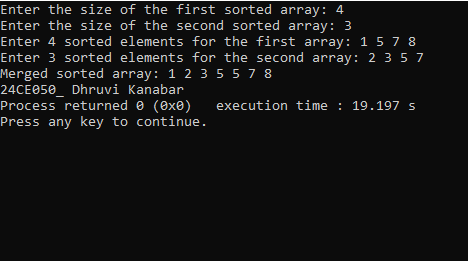 Enter the size of the first sorted array: 4
Enter the size of the second sorted array: 3
Enter 4 sorted elements for the first array: 1 5 7 8
Enter 3 sorted elements for the second array: 2 3 5 7
Merged sorted array: 1 2 3 5 5 7 8
24CE050_ Dhruvi Kanabar
Process returned 0 (0x0)   execution time : 19.197 s
Press any key to continue.